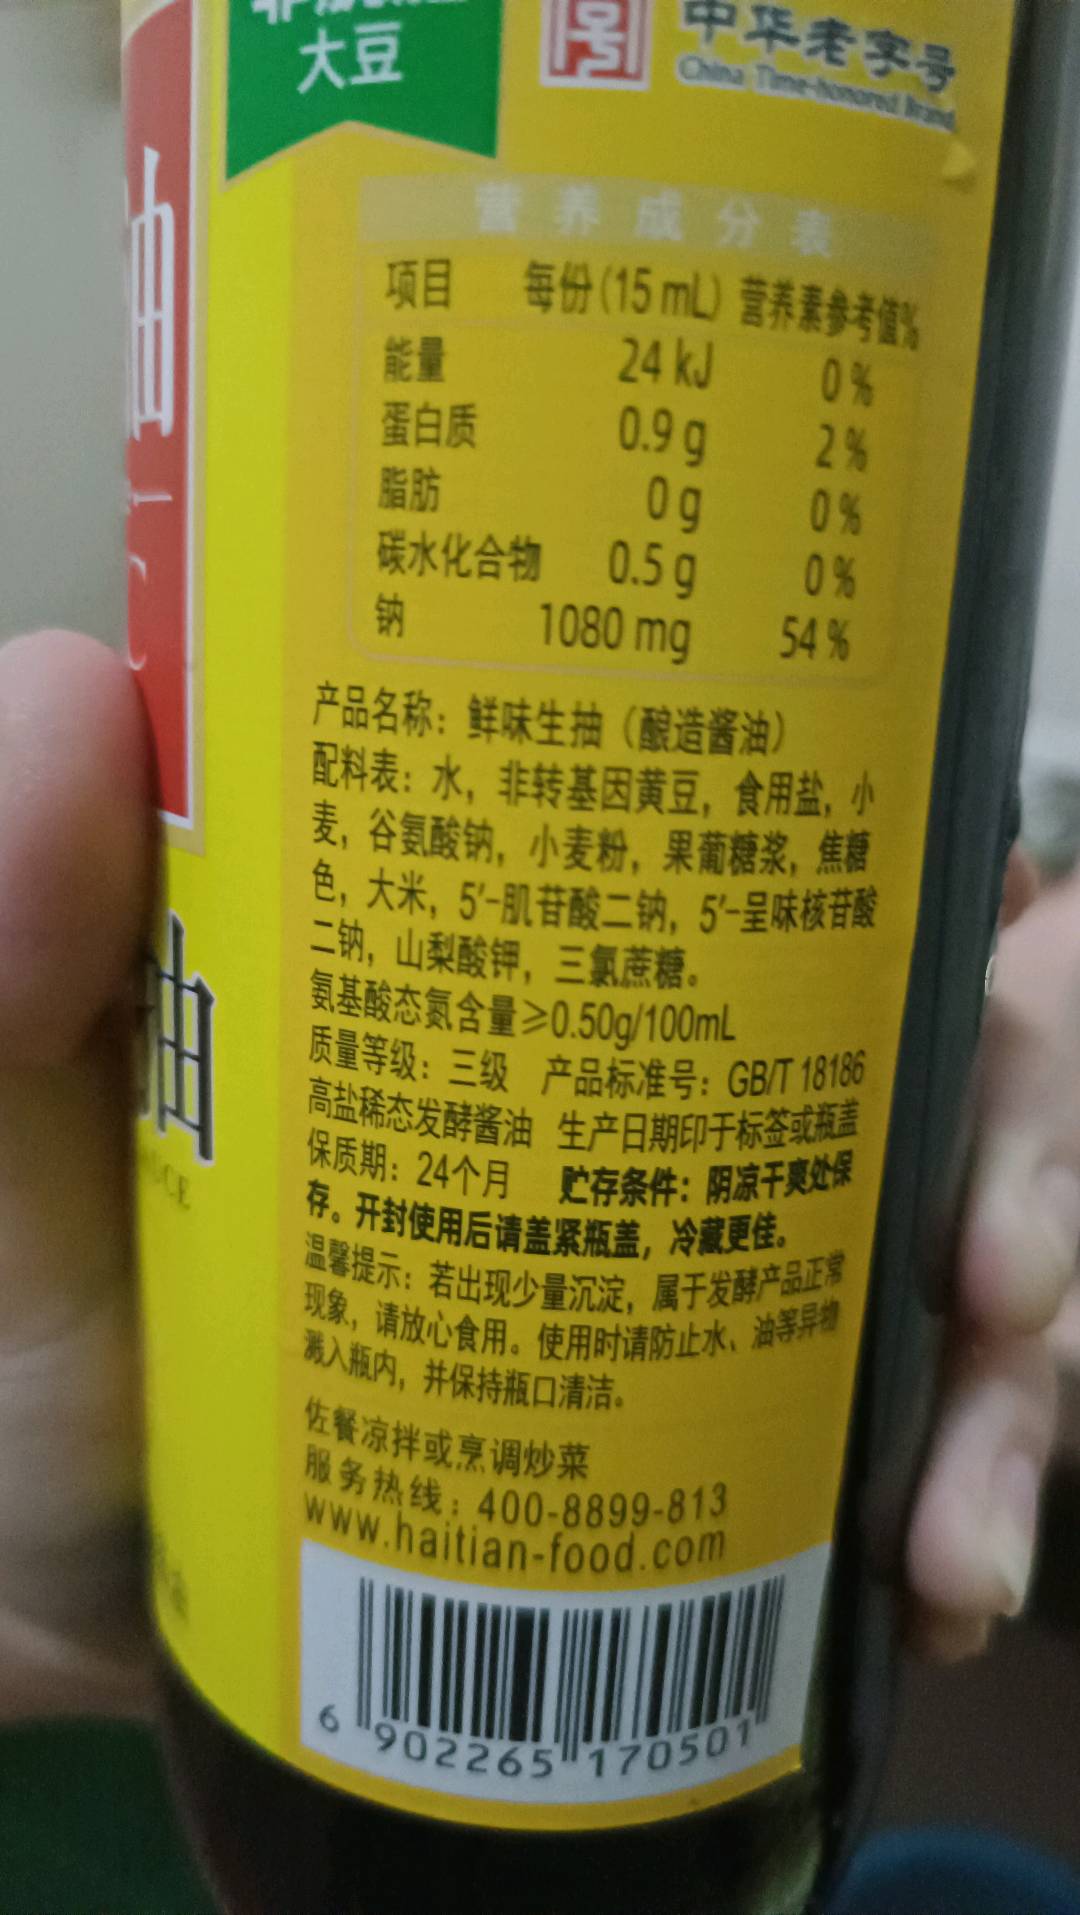 大豆
号
中华老字号
China Time-honored Brand
营养成分表
项目 每份(15 mL) 营养素参考值%
能量 24 kJ 0%
蛋白质 0.9 g 2%
脂肪 0 g 0%
碳水化合物 0.5 g 0%
钠 1080 mg 54%
产品名称：鲜味生抽（酿造酱油）
配料表：水，非转基因黄豆，食用盐，小
麦，谷氨酸钠，小麦粉，果葡糖浆，焦糖
色，大米，5′-肌苷酸二钠，5′-呈味核苷酸
二钠，山梨酸钾，三氯蔗糖。
氨基酸态氮含量≥0.50g/100mL
质量等级：三级 产品标准号：GB/T 18186
高盐稀态发酵酱油 生产日期印于标签或瓶盖
保质期：24个月 贮存条件：阴凉干爽处保
存。开封使用后请盖紧瓶盖，冷藏更佳。
温馨提示：若出现少量沉淀，属于发酵产品正常
现象，请放心食用。使用时请防止水、油等异物
溅入瓶内，并保持瓶口清洁。
佐餐凉拌或烹调炒菜
服务热线：400-8899-813
www.haitian-food.com
6 902265 170501
油
抽